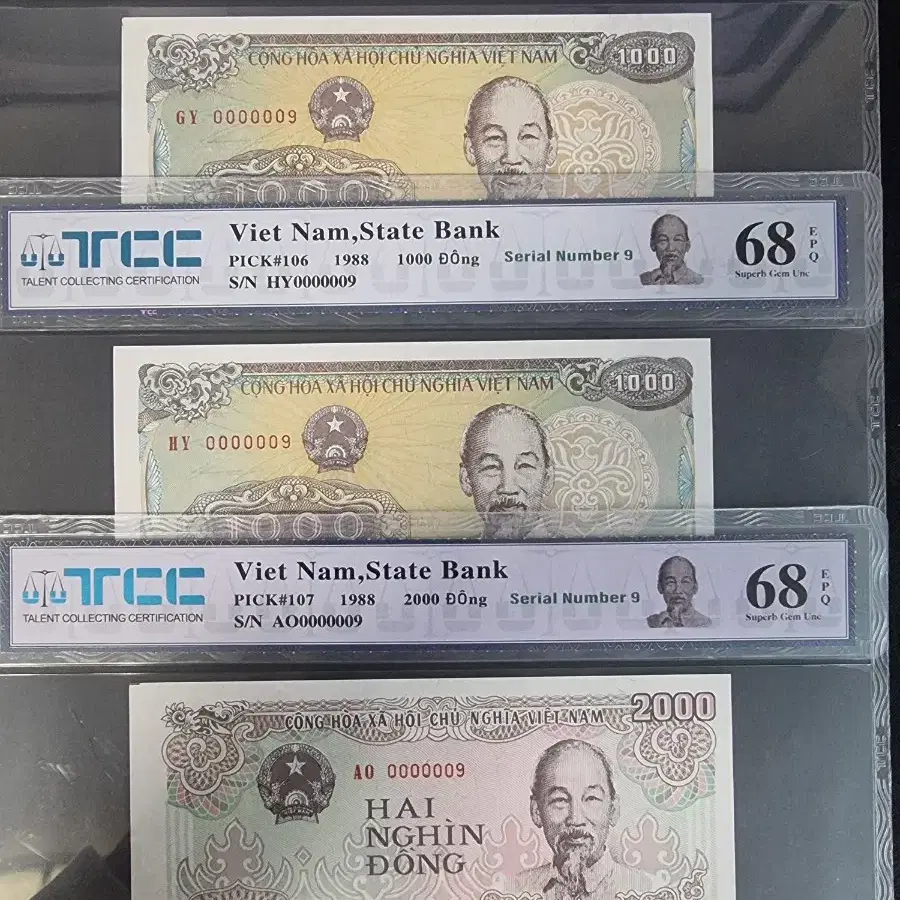 CỘNG HÒA XÃ HỘI CHỦ NGHĨA VIỆT NAM
1000
GY 0000009
1000
TCC
TALENT COLLECTING CERTIFICATION
Viet Nam,State Bank
PICK#106 1988 1000 ĐÔng Serial Number 9
S/N HY0000009
68 EPQ
Superb Gem Unc
CỘNG HÒA XÃ HỘI CHỦ NGHĨA VIỆT NAM
1000
HY 0000009
1000
TCC
TALENT COLLECTING CERTIFICATION
Viet Nam,State Bank
PICK#107 1988 2000 ĐÔng Serial Number 9
S/N AO0000009
68 EPQ
Superb Gem Unc
CỘNG HÒA XÃ HỘI CHỦ NGHĨA VIỆT NAM
2000
AO 0000009
HAI
NGHÌN
ĐỒNG